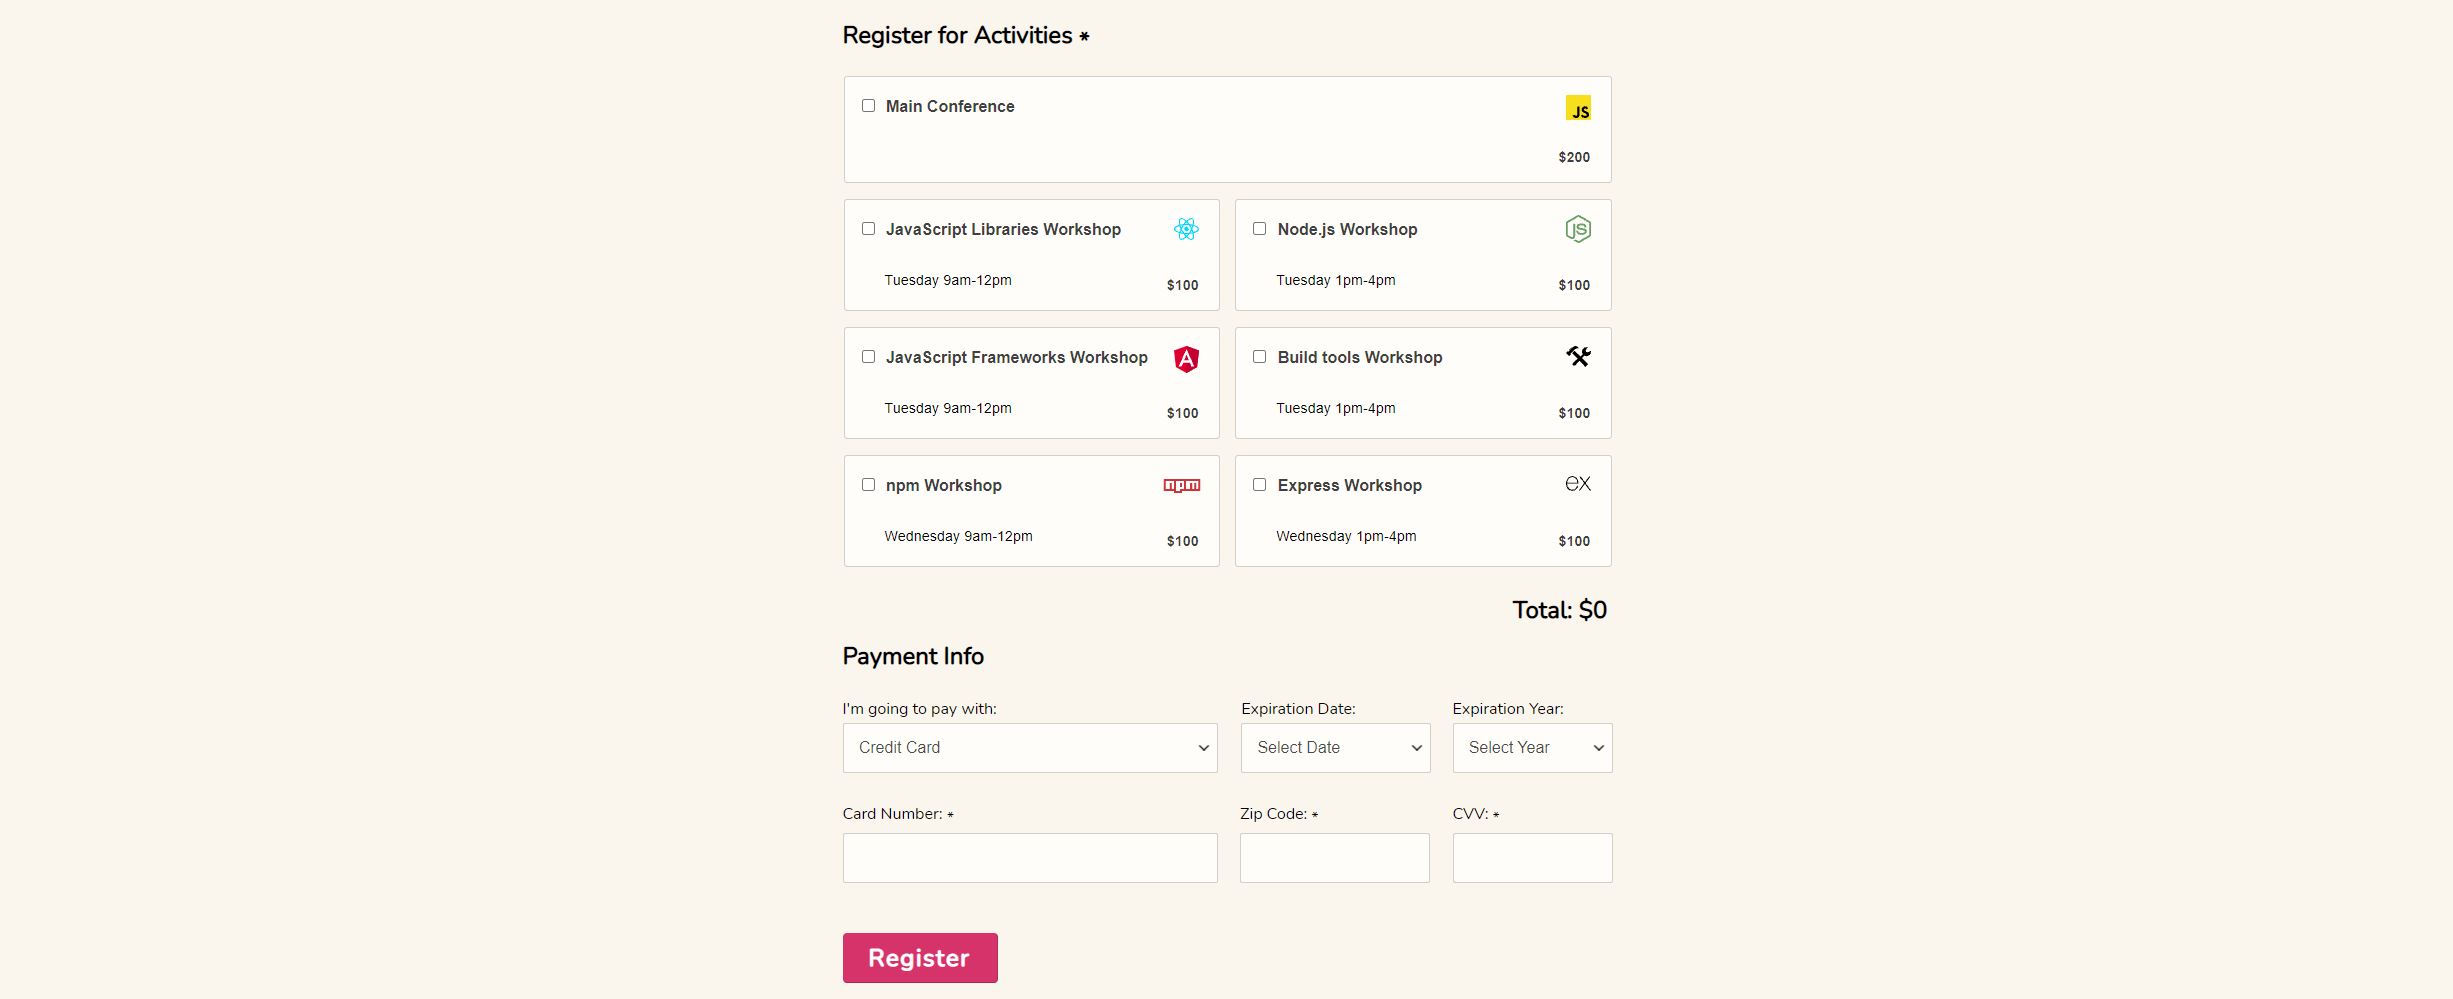 Register for Activities *
Main Conference
JS
$200
JavaScript Libraries Workshop
Tuesday 9am-12pm
$100
Node.js Workshop
JS
Tuesday 1pm-4pm
$100
JavaScript Frameworks Workshop
A
Tuesday 9am-12pm
$100
Build tools Workshop
Tuesday 1pm-4pm
$100
npm Workshop
npm
Wednesday 9am-12pm
$100
Express Workshop
ex
Wednesday 1pm-4pm
$100
Total: $0
Payment Info
I'm going to pay with:
Credit Card
Expiration Date:
Select Date
Expiration Year:
Select Year
Card Number: *
Zip Code: *
CVV: *
Register